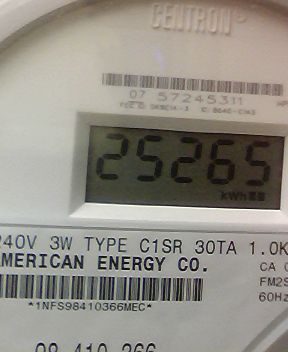 CENTRON
07 57245311
25265
kWh
240V 3W TYPE C1SR 30TA 1.0K
AMERICAN ENERGY CO.
CA
FM2S
60Hz
*1NFS98410366MEC*
98 410 366